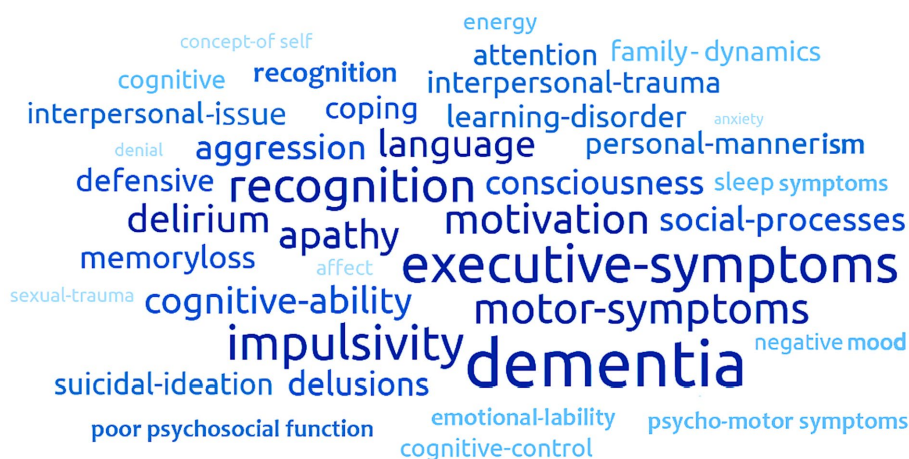 energy
concept-of self
attention family-dynamics
cognitive recognition interpersonal-trauma
interpersonal-issue coping learning-disorder anxiety
denial aggression language personal-mannerism
defensive recognition consciousness sleep symptoms
delirium apathy motivation social-processes
memoryloss affect executive-symptoms
sexual-trauma cognitive-ability motor-symptoms
impulsivity dementia negative mood
suicidal-ideation delusions
poor psychosocial function emotional-lability psycho-motor symptoms
cognitive-control